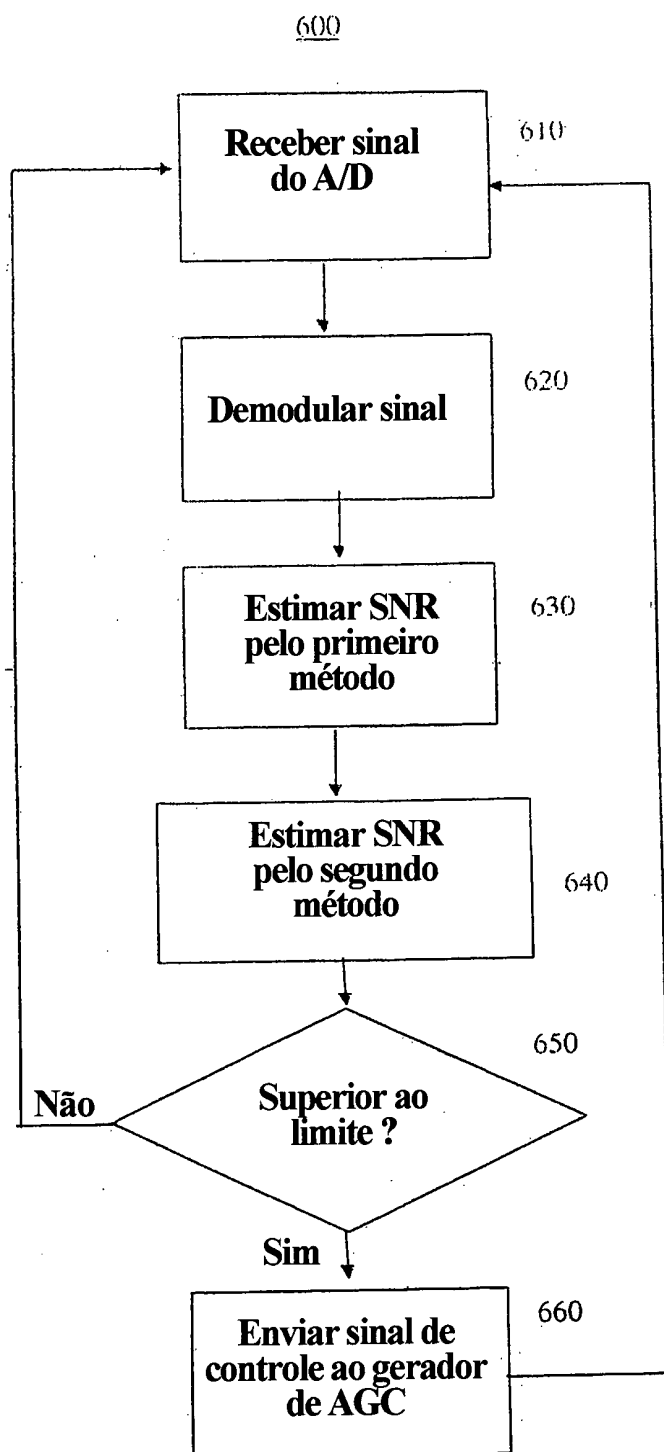 600
Receber sinal
do A/D
610
Demodular sinal
620
Estimar SNR
pelo primeiro
método
630
Estimar SNR
pelo segundo
método
640
650
Superior ao
limite ?
Não
Sim
660
Enviar sinal de
controle ao gerador
de AGC